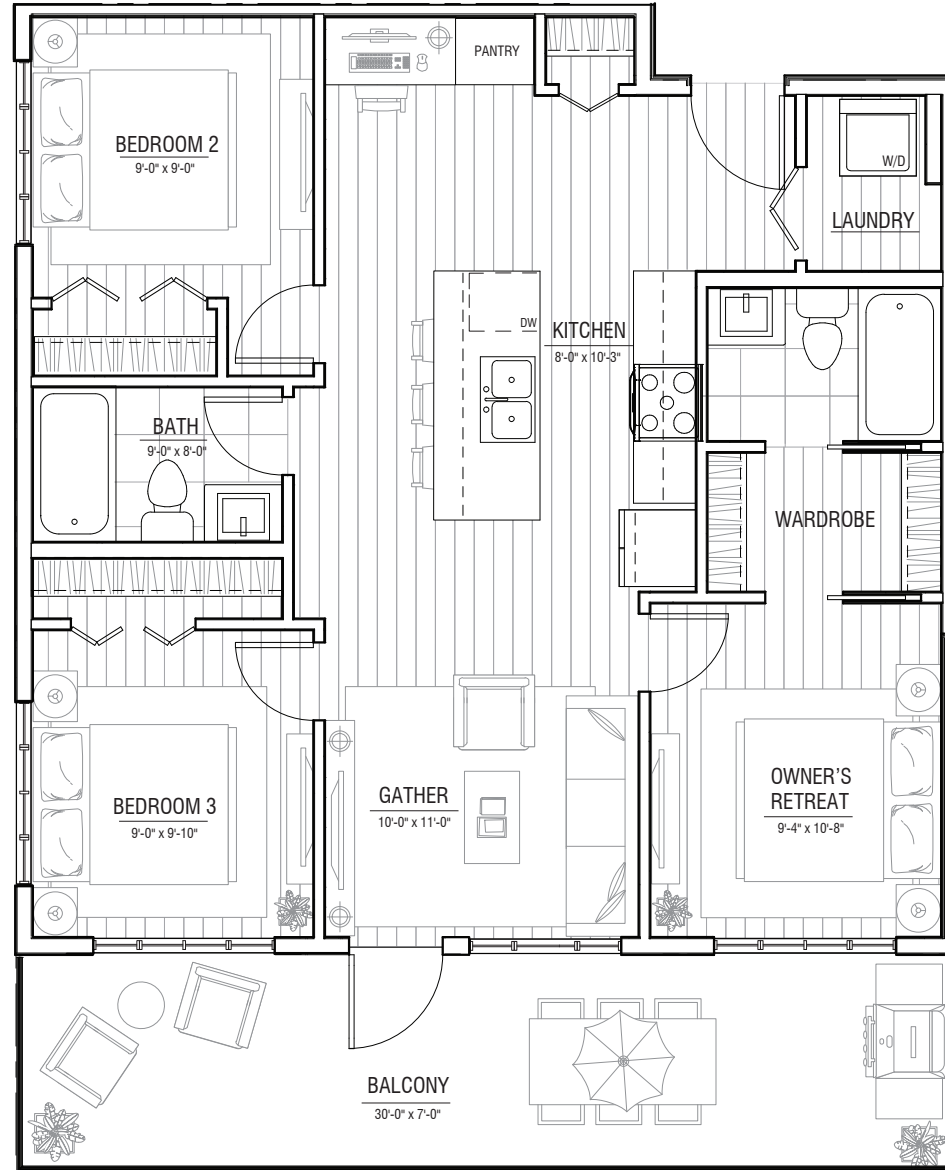 PANTRY
BEDROOM 2
9'-0" x 9'-0"
W/D
LAUNDRY
DW
KITCHEN
8'-0" x 10'-3"
BATH
9'-0" x 8'-0"
WARDROBE
OWNER'S
RETREAT
9'-4" x 10'-8"
GATHER
10'-0" x 11'-0"
BEDROOM 3
9'-0" x 9'-10"
BALCONY
30'-0" x 7'-0"